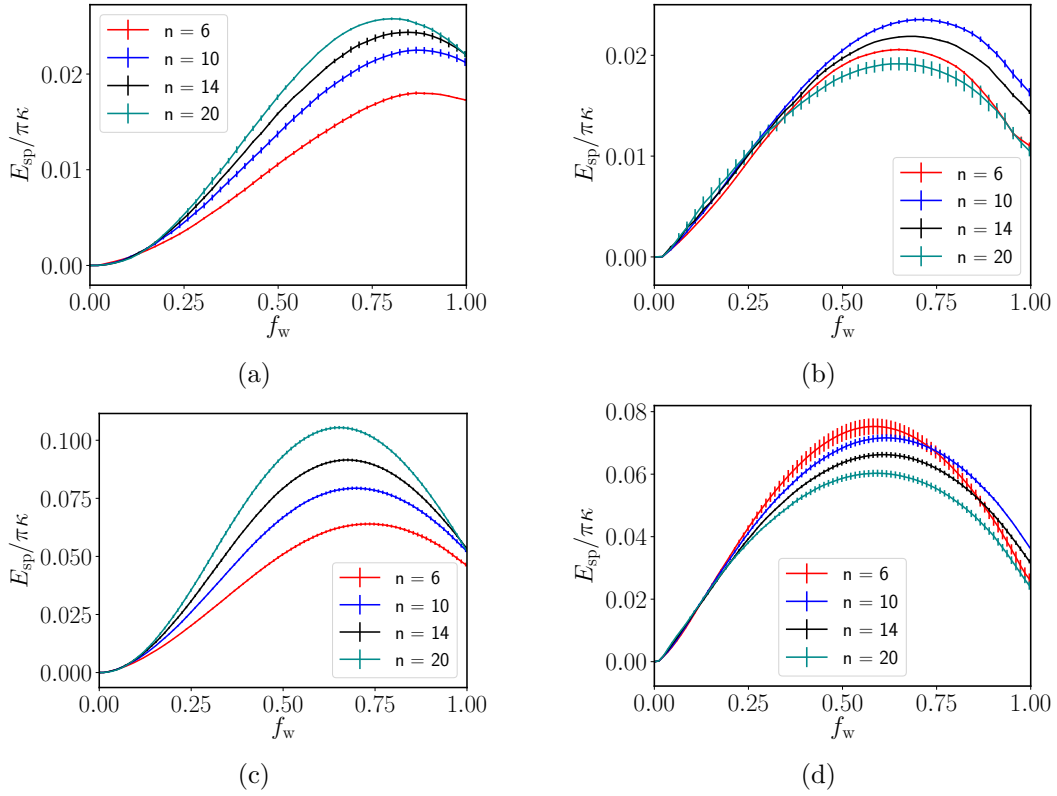 n = 6
n = 10
n = 14
n = 20
0.02
0.01
0.00
E_sp/πκ
0.00 0.25 0.50 0.75 1.00
f_w
(a)
0.02
0.01
0.00
E_sp/πκ
n = 6
n = 10
n = 14
n = 20
0.00 0.25 0.50 0.75 1.00
f_w
(b)
0.100
0.075
0.050
0.025
0.000
E_sp/πκ
n = 6
n = 10
n = 14
n = 20
0.00 0.25 0.50 0.75 1.00
f_w
(c)
0.08
0.06
0.04
0.02
0.00
E_sp/πκ
n = 6
n = 10
n = 14
n = 20
0.00 0.25 0.50 0.75 1.00
f_w
(d)